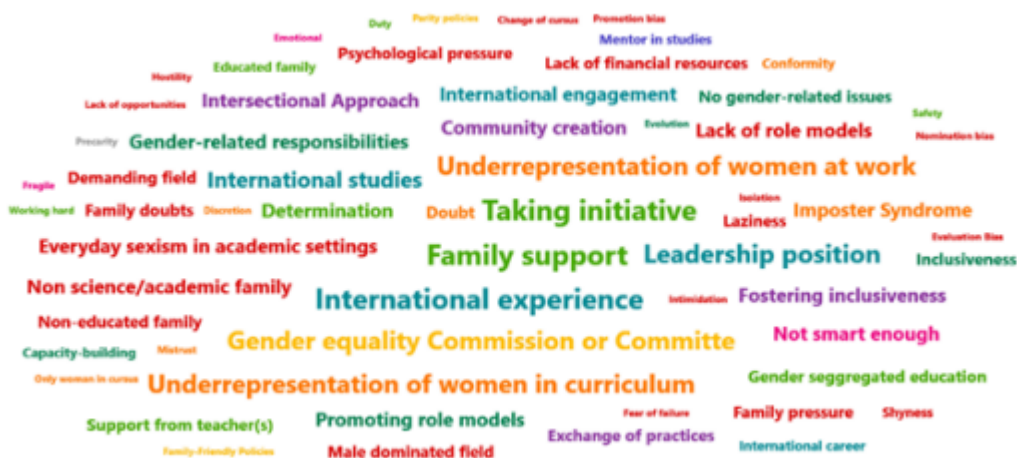 Duty Parity policies Change of cursus Promotion bias
Emotional Psychological pressure Mentor in studies
Educated family Lack of financial resources Conformity
Hostility
Lack of opportunities Intersectional Approach International engagement No gender-related issues
Precarity Gender-related responsibilities Community creation Evolution Lack of role models Safety
Nomination bias
Underrepresentation of women at work
Fragile Demanding field International studies
Working hard Family doubts Discretion Determination Doubt Taking initiative Isolation Laziness Imposter Syndrome
Everyday sexism in academic settings Family support Leadership position Evaluation Bias
Inclusiveness
Non science/academic family International experience Intimidation Fostering inclusiveness
Non-educated family Gender equality Commission or Committe Not smart enough
Capacity-building Mistrust
Only woman in cursus Underrepresentation of women in curriculum Gender seggregated education
Support from teacher(s) Promoting role models Fear of failure Family pressure Shyness
Family-Friendly Policies Male dominated field Exchange of practices International career